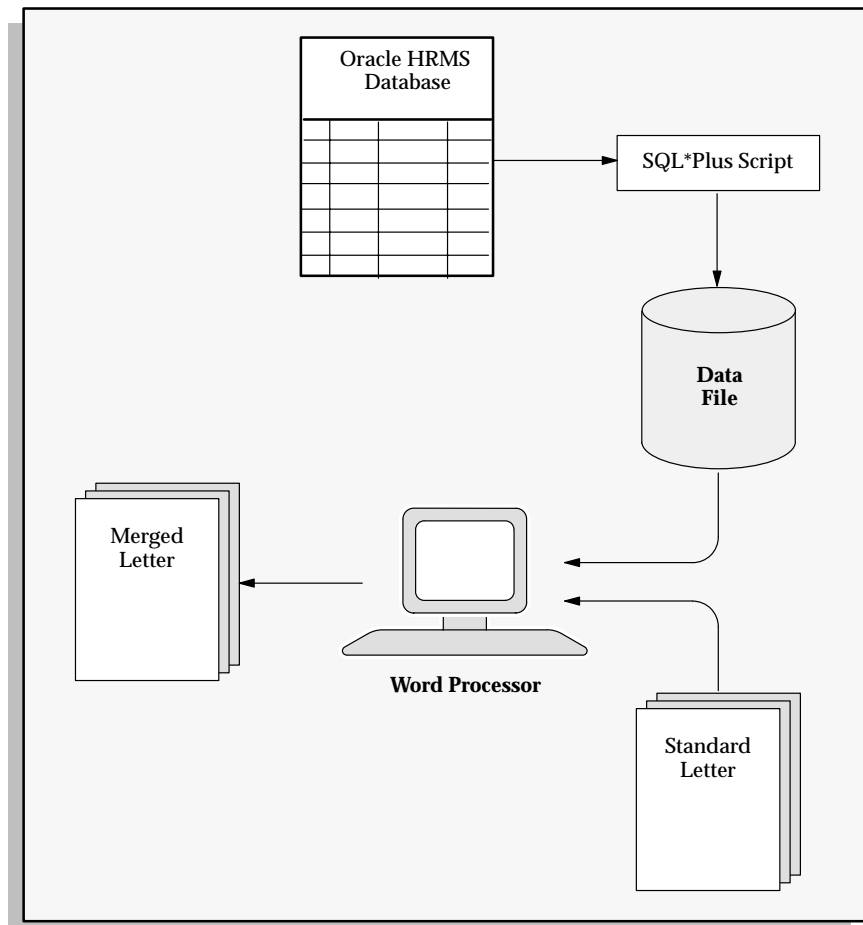 Oracle HRMS
Database
SQL*Plus Script
Data
File
Merged
Letter
Word Processor
Standard
Letter